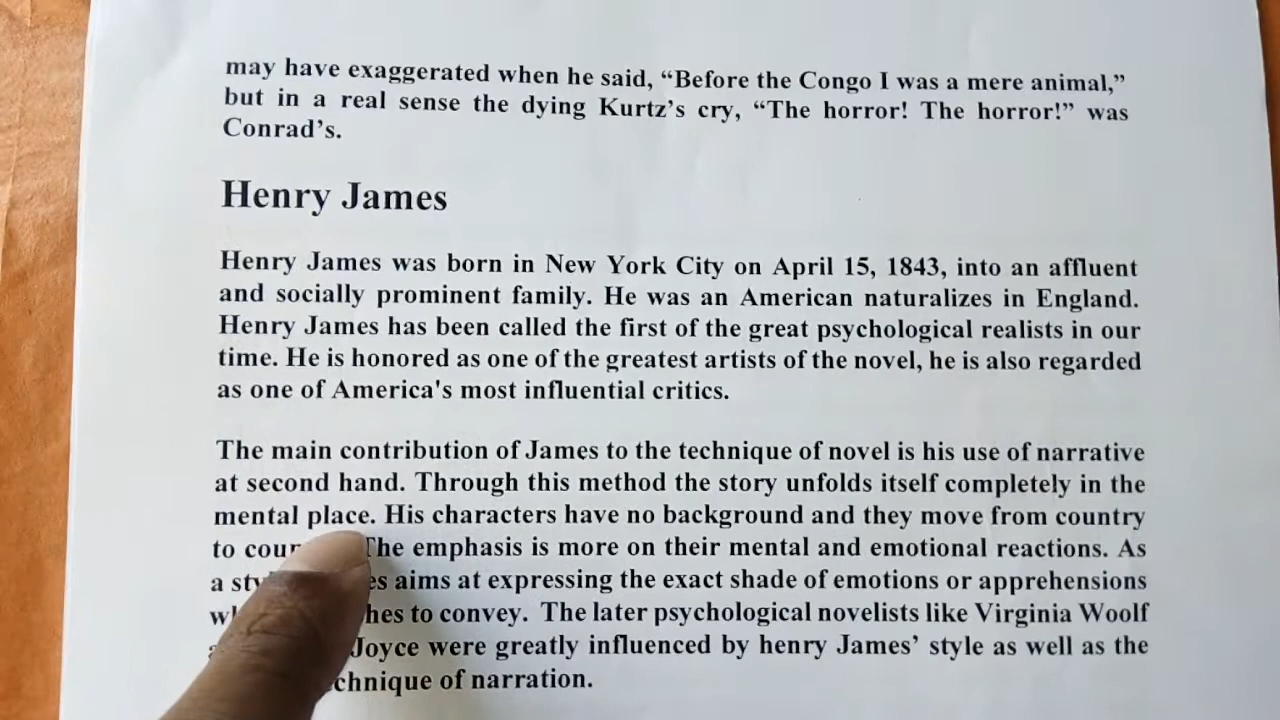 may have exaggerated when he said, “Before the Congo I was a mere animal,”
but in a real sense the dying Kurtz’s cry, “The horror! The horror!” was
Conrad’s.
Henry James
Henry James was born in New York City on April 15, 1843, into an affluent
and socially prominent family. He was an American naturalizes in England.
Henry James has been called the first of the great psychological realists in our
time. He is honored as one of the greatest artists of the novel, he is also regarded
as one of America's most influential critics.
The main contribution of James to the technique of novel is his use of narrative
at second hand. Through this method the story unfolds itself completely in the
mental place. His characters have no background and they move from country
to The emphasis is more on their mental and emotional reactions. As
a aims at expressing the exact shade of emotions or apprehensions
to convey. The later psychological novelists like Virginia Woolf
Joyce were greatly influenced by henry James’ style as well as the
of narration.